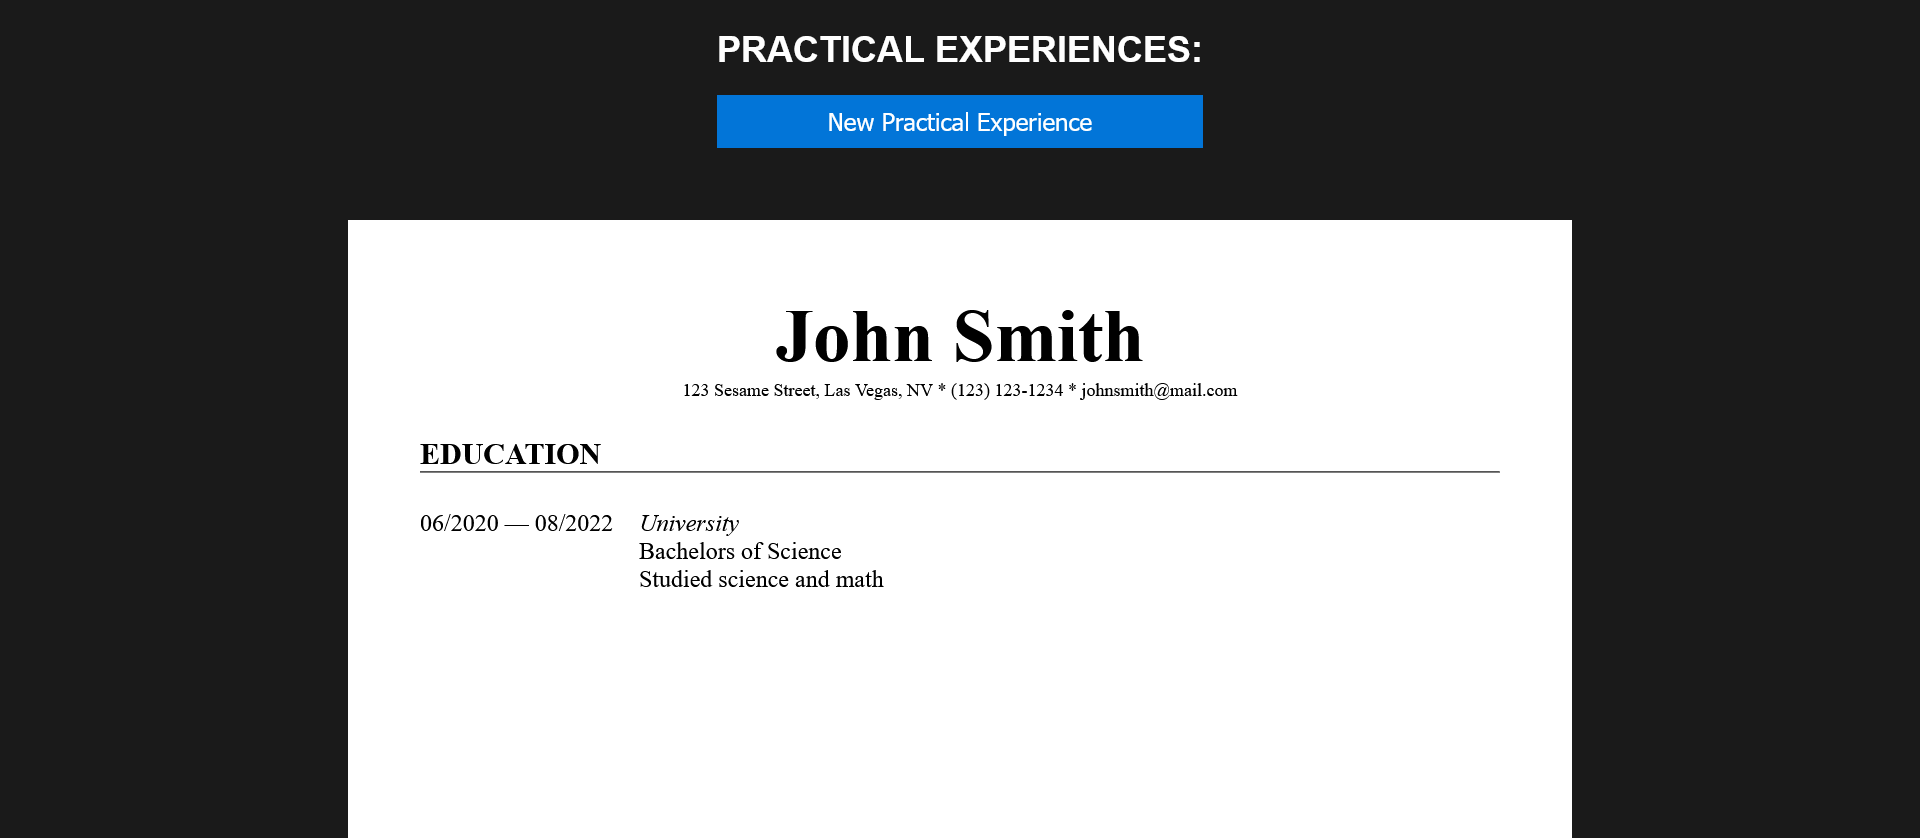 PRACTICAL EXPERIENCES:
New Practical Experience
John Smith
123 Sesame Street, Las Vegas, NV * (123) 123-1234 * johnsmith@mail.com
EDUCATION
06/2020 — 08/2022 University
Bachelors of Science
Studied science and math